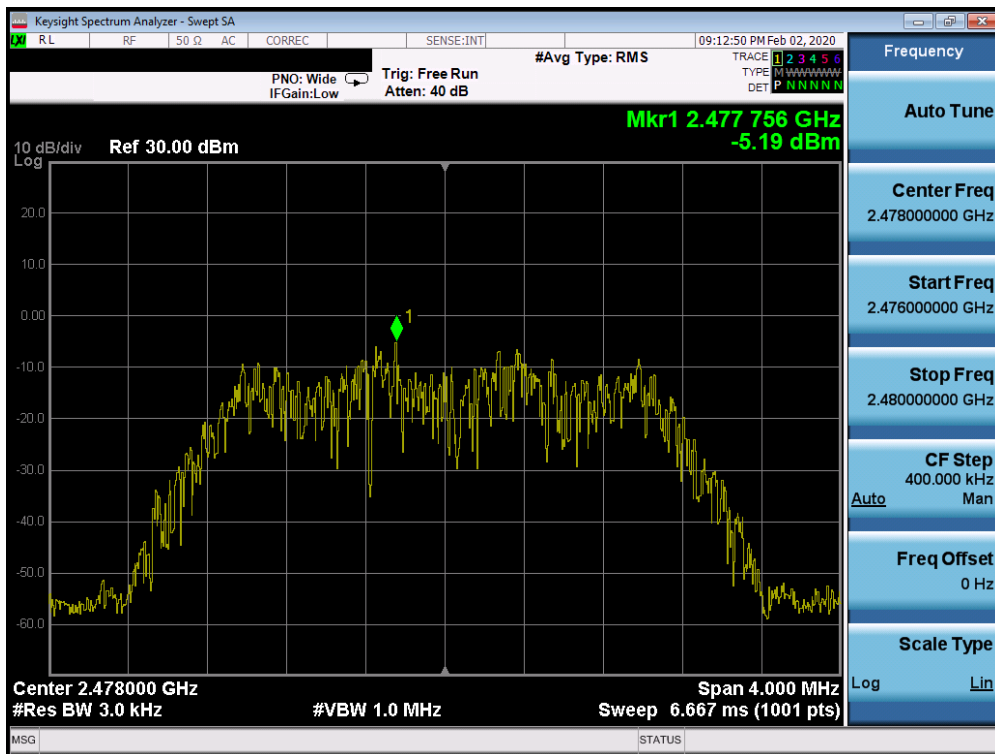 Keysight Spectrum Analyzer - Swept SA
LXI RL RF 50 Ω AC CORREC SENSE:INT 09:12:50 PM Feb 02, 2020
PNO: Wide
IFGain:Low
Trig: Free Run
Atten: 40 dB
#Avg Type: RMS
TRACE 1 2 3 4 5 6
TYPE M WWWWW
DET P N N N N N
Mkr1 2.477 756 GHz
-5.19 dBm
10 dB/div
Log
Ref 30.00 dBm
20.0
10.0
0.00
-10.0
-20.0
-30.0
-40.0
-50.0
-60.0
1
Center 2.478000 GHz
Span 4.000 MHz
#Res BW 3.0 kHz
#VBW 1.0 MHz
Sweep 6.667 ms (1001 pts)
MSG
STATUS
Frequency
Auto Tune
Center Freq
2.478000000 GHz
Start Freq
2.476000000 GHz
Stop Freq
2.480000000 GHz
CF Step
400.000 kHz
Auto Man
Freq Offset
0 Hz
Scale Type
Log Lin